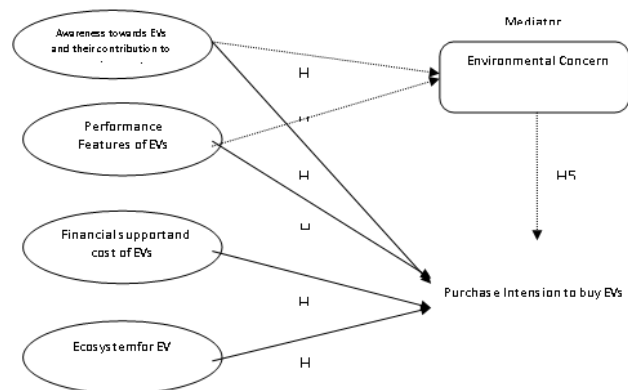 Awareness towards EVs
and their contribution to
Mediator
Environmental Concern
H
Performance
Features of EVs
H
H5
H
Financial support and
cost of EVs
Purchase Intension to buy EVs
H
Ecosystem for EV
H